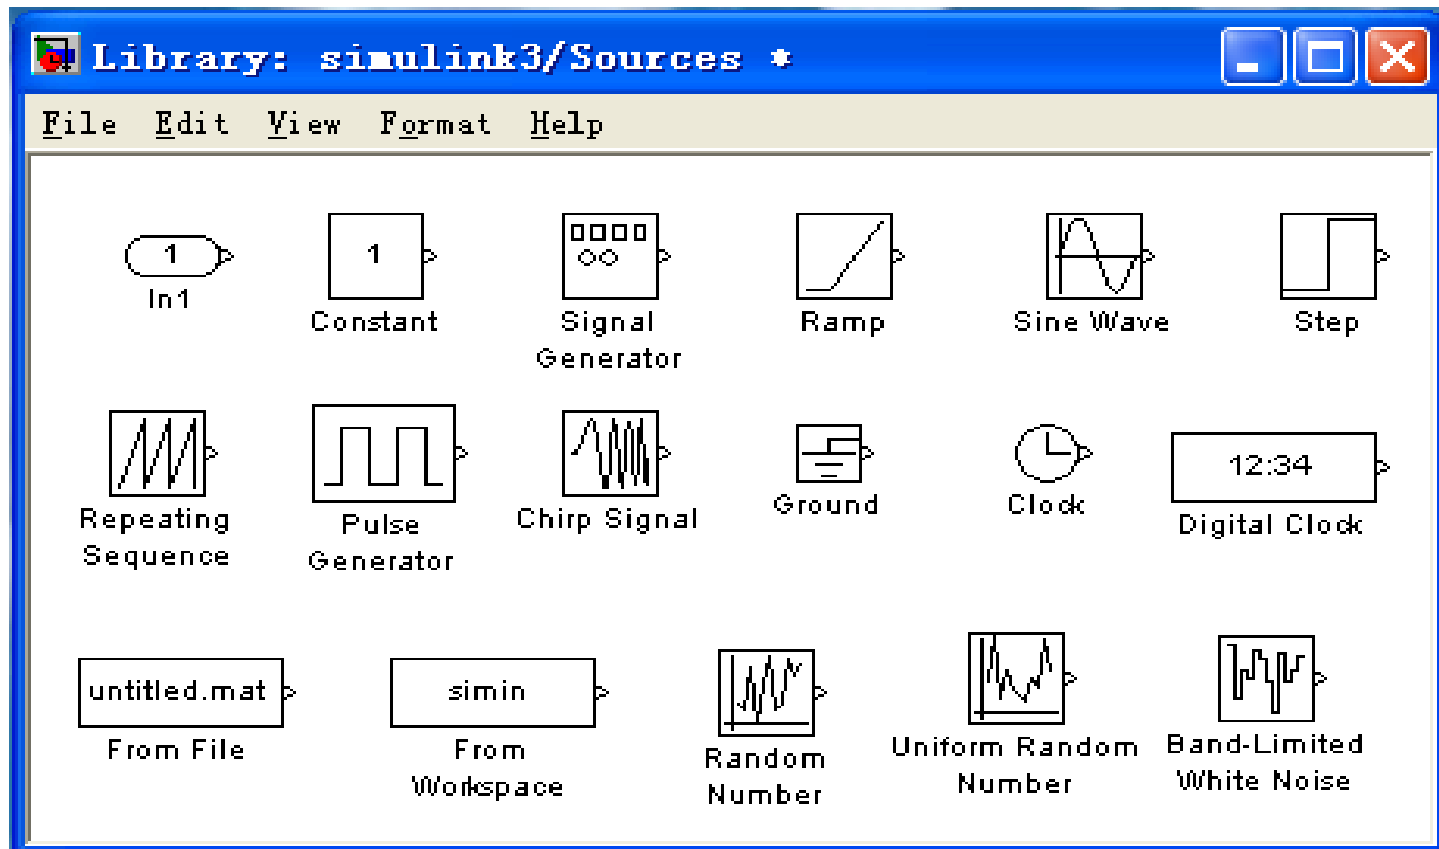 Library: simulink3/Sources *
File Edit View Format Help
1
In1
1
Constant
Signal
Generator
Ramp
Sine Wave
Step
Repeating
Sequence
Pulse
Generator
Chirp Signal
Ground
Clock
12:34
Digital Clock
untitled.mat
From File
simin
From
Workspace
Random
Number
Uniform Random
Number
Band-Limited
White Noise